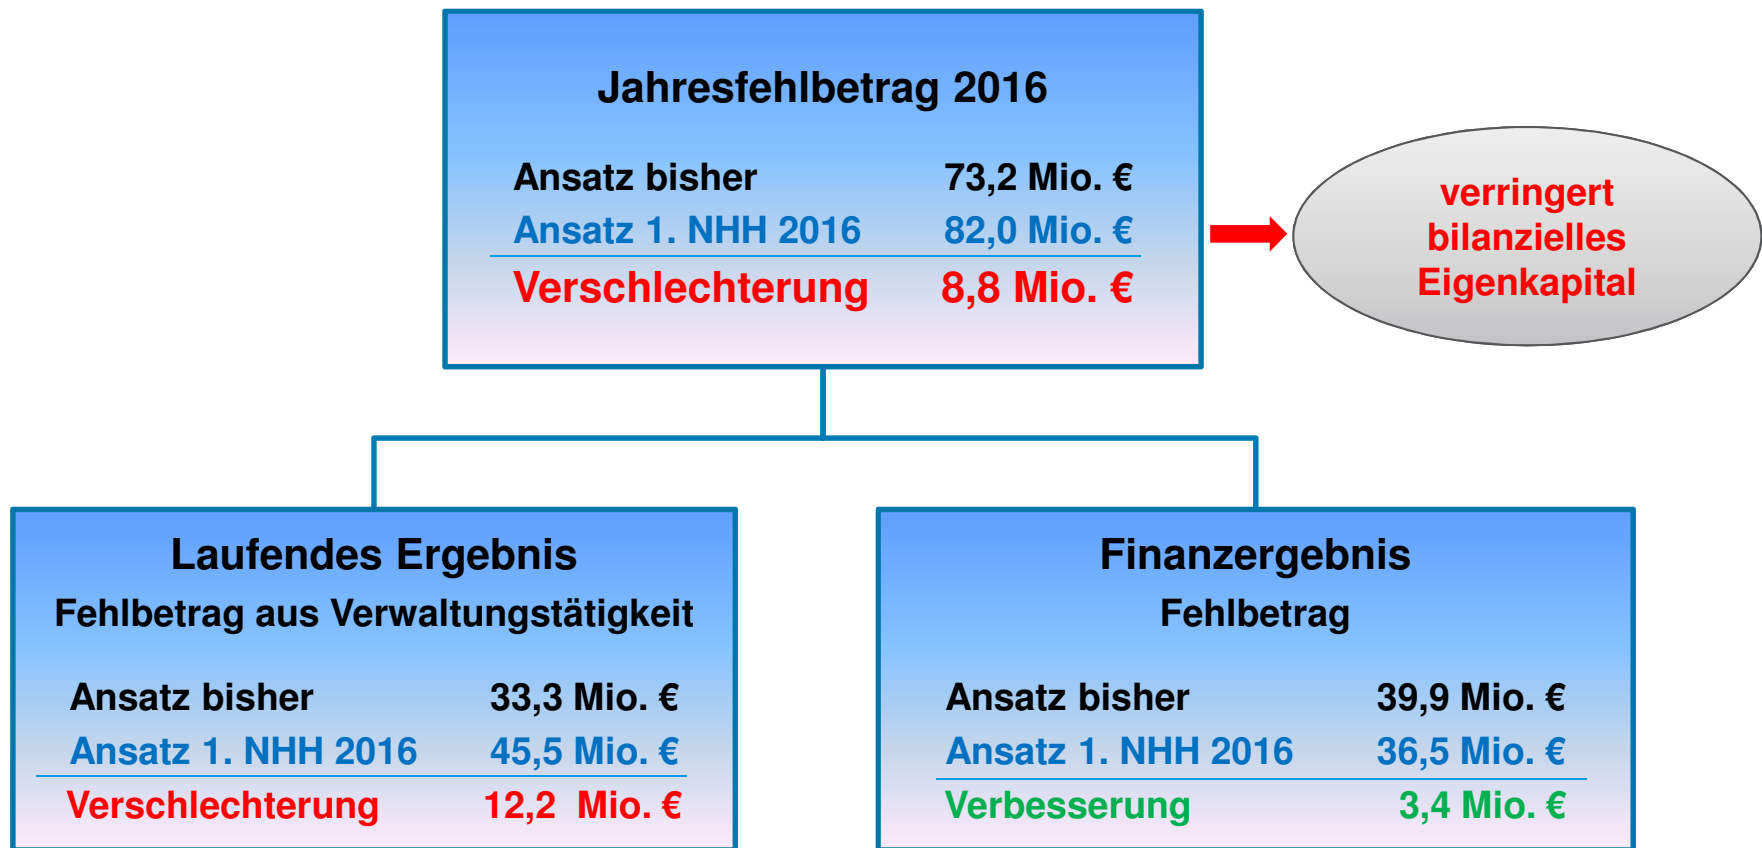 Jahresfehlbetrag 2016
Ansatz bisher 73,2 Mio. €
Ansatz 1. NHH 2016 82,0 Mio. €
Verschlechterung 8,8 Mio. €
verringert
bilanzielles
Eigenkapital
Laufendes Ergebnis
Fehlbetrag aus Verwaltungstätigkeit
Ansatz bisher 33,3 Mio. €
Ansatz 1. NHH 2016 45,5 Mio. €
Verschlechterung 12,2 Mio. €
Finanzergebnis
Fehlbetrag
Ansatz bisher 39,9 Mio. €
Ansatz 1. NHH 2016 36,5 Mio. €
Verbesserung 3,4 Mio. €